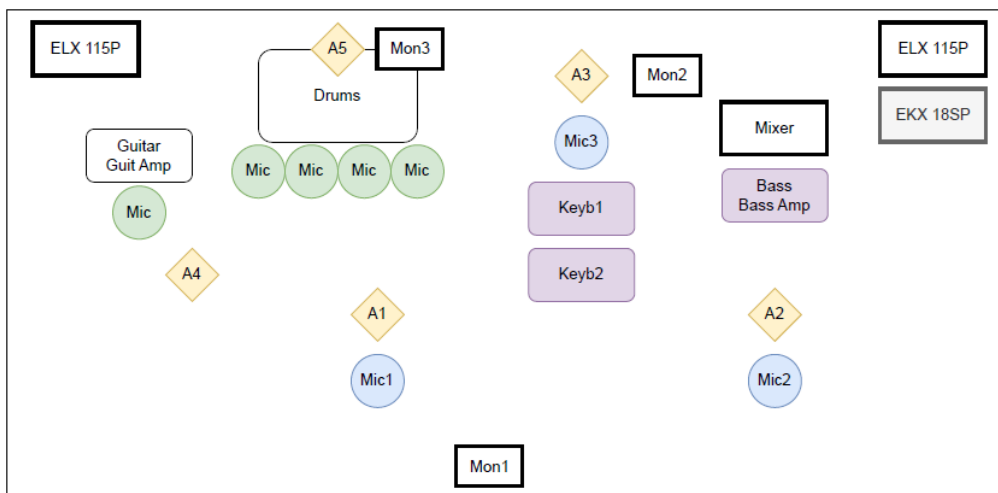 ELX 115P
A5
Mon3
Drums
A3
Mon2
ELX 115P
EKX 18SP
Mixer
Guitar
Guit Amp
Mic3
Mic
Mic
Mic
Mic
Bass
Bass Amp
Keyb1
Mic
Keyb2
A4
A1
A2
Mic1
Mic2
Mon1